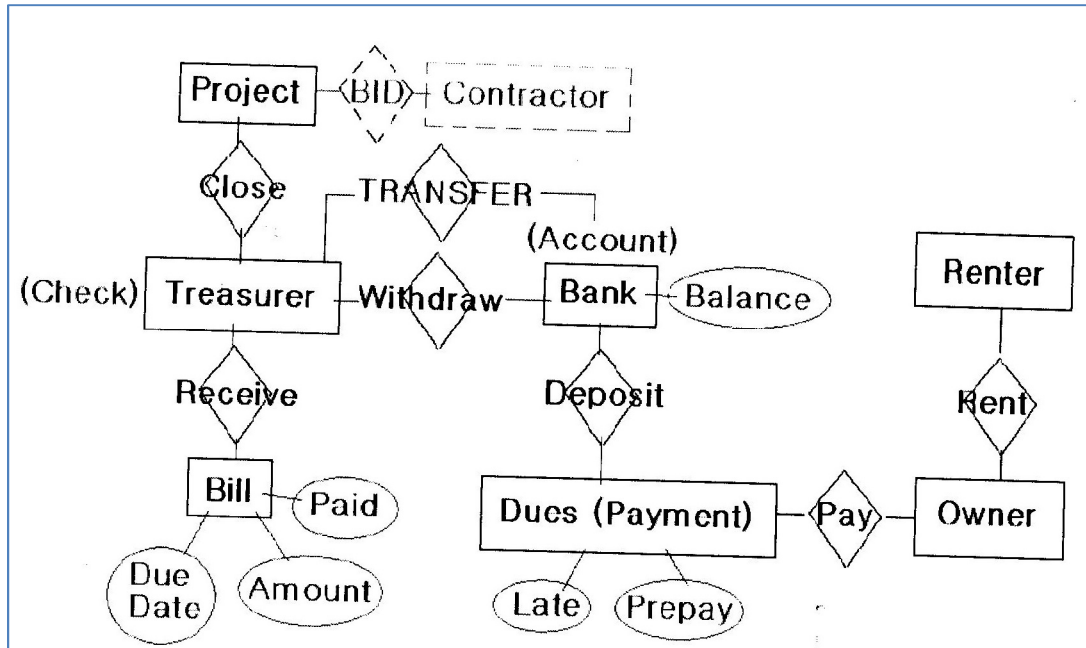 Project
BID
Contractor
Close
TRANSFER
(Account)
(Check)
Treasurer
Withdraw
Bank
Balance
Renter
Receive
Deposit
Rent
Bill
Paid
Dues (Payment)
Pay
Owner
Due
Date
Amount
Late
Prepay